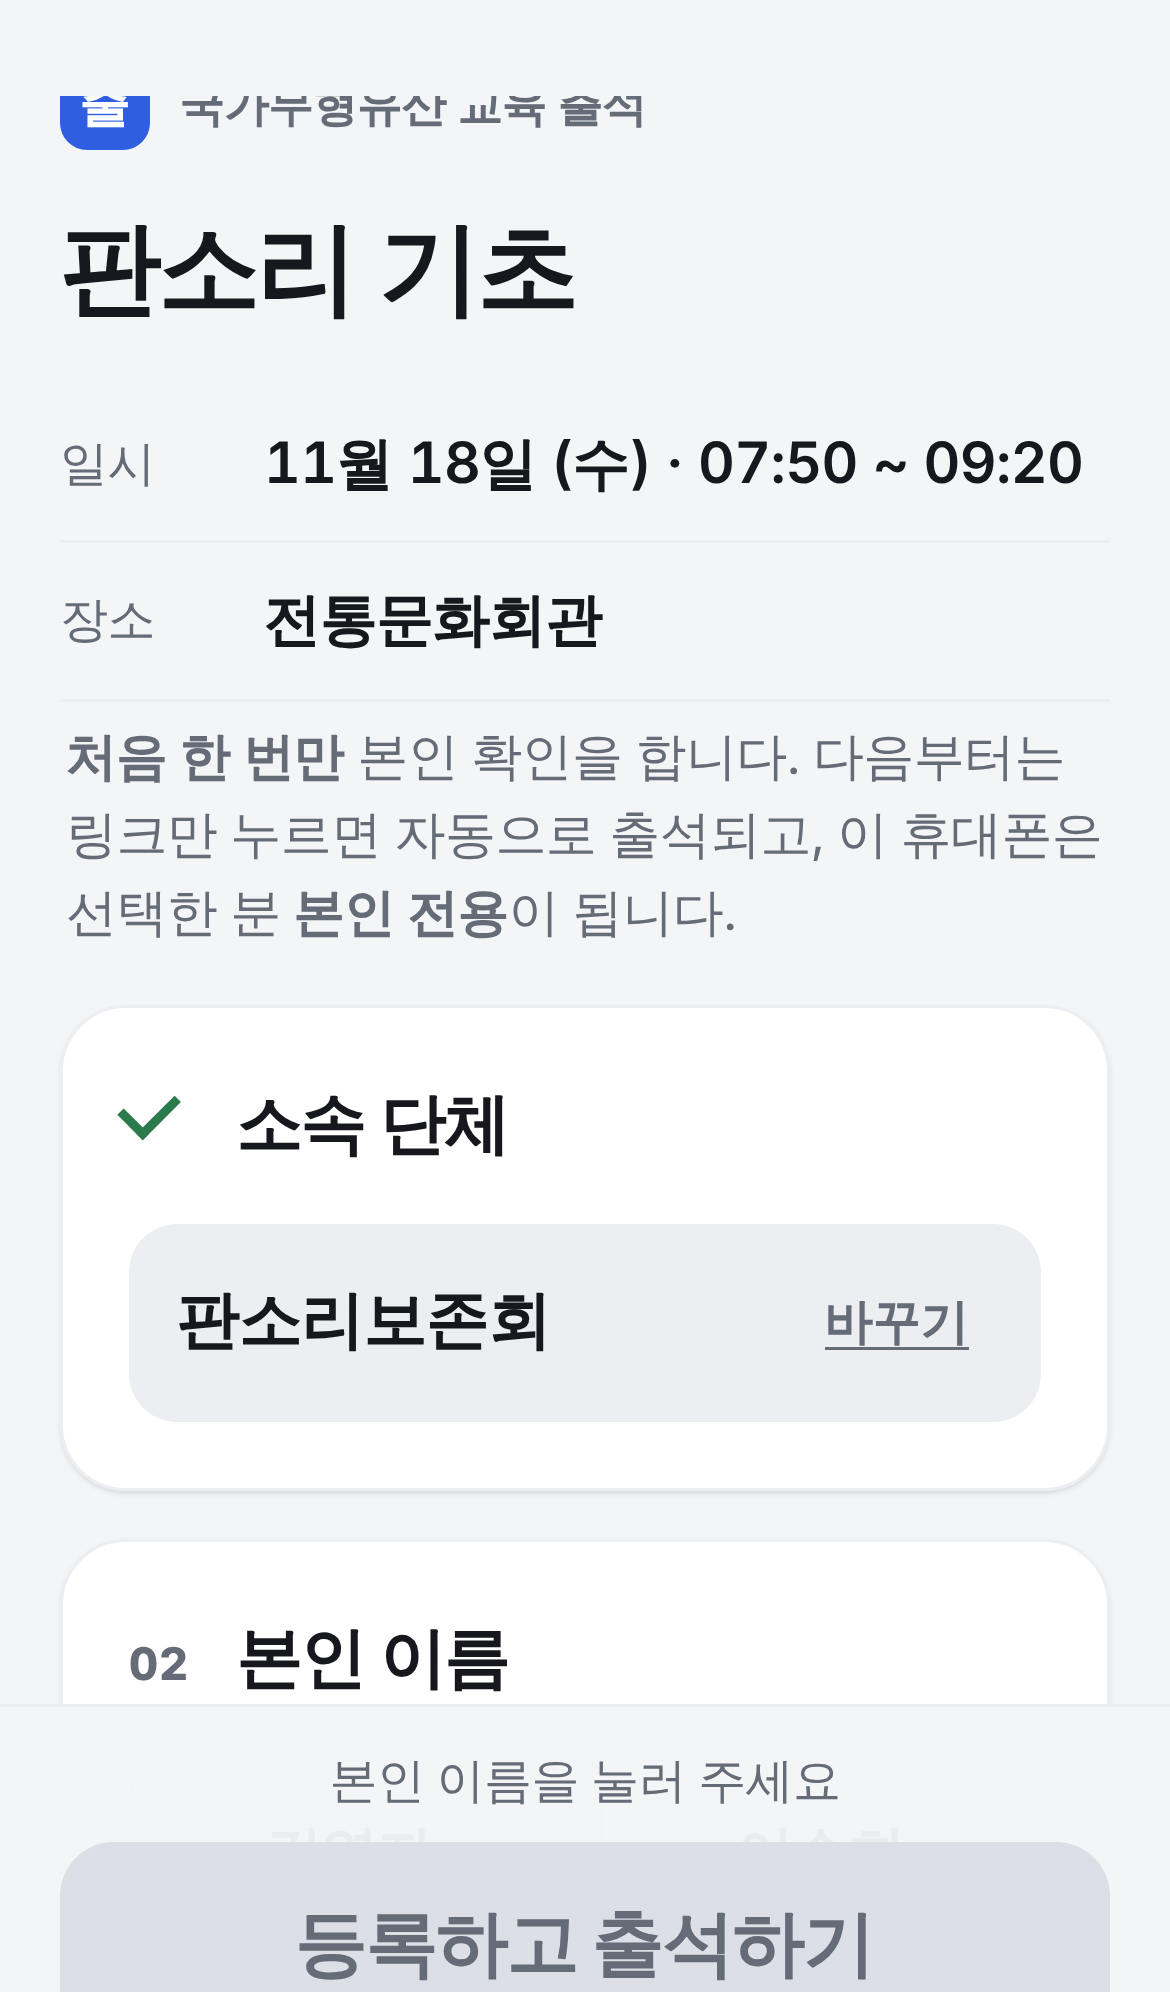 출
국가무형유산 교육 출석
판소리 기초
일시
11월 18일 (수) · 07:50 ~ 09:20
장소
전통문화회관
처음 한 번만 본인 확인을 합니다. 다음부터는
링크만 누르면 자동으로 출석되고, 이 휴대폰은
선택한 분 본인 전용이 됩니다.
소속 단체
판소리보존회
바꾸기
02
본인 이름
본인 이름을 눌러 주세요
등록하고 출석하기